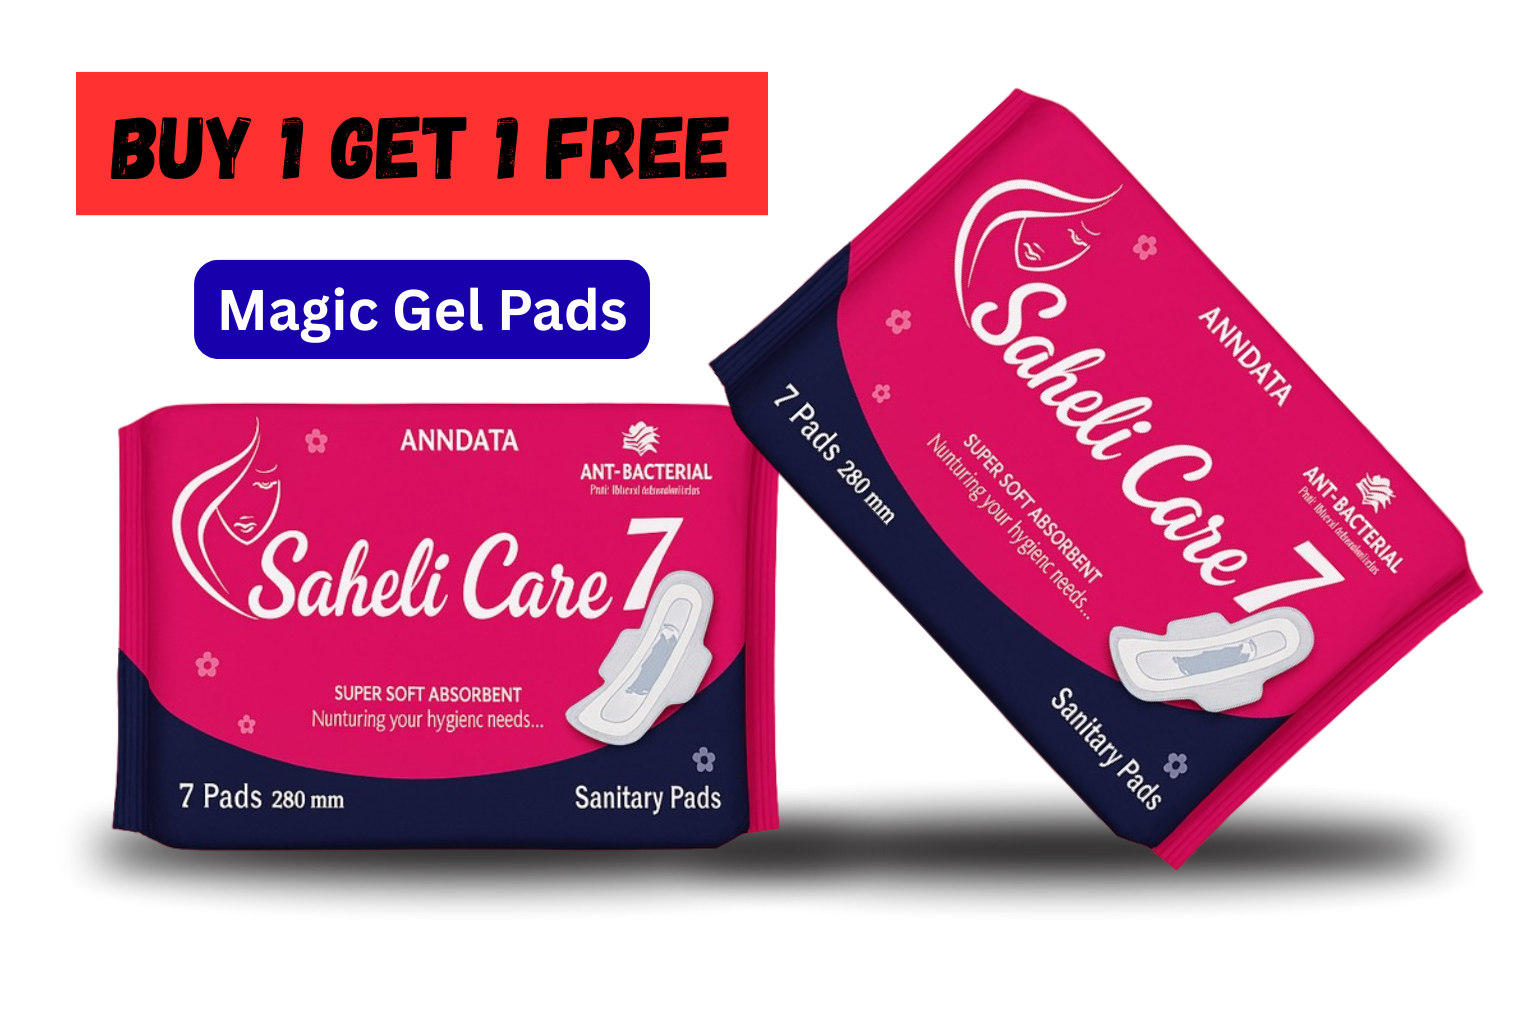 BUY 1 GET 1 FREE
Magic Gel Pads
ANNDATA
ANT-BACTERIAL
Saheli Care 7
SUPER SOFT ABSORBENT
Nunturing your hygienc needs...
7 Pads 280 mm
Sanitary Pads
ANNDATA
ANT-BACTERIAL
Saheli Care 7
SUPER SOFT ABSORBENT
Nunturing your hygienc needs...
7 Pads 280 mm
Sanitary Pads